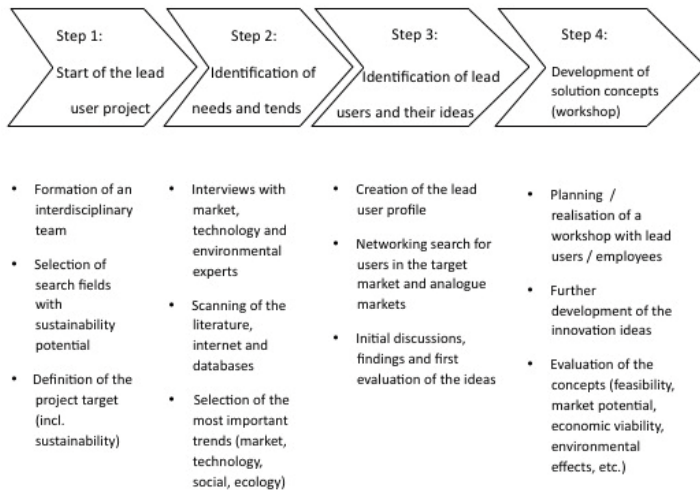 Step 1:
Start of the lead
user project
Step 2:
Identification of
needs and tends
Step 3:
Identification of lead
users and their ideas
Step 4:
Development of
solution concepts
(workshop)
• Formation of an
interdisciplinary
team
• Selection of
search fields
with
sustainability
potential
• Definition of the
project target
(incl.
sustainability)
• Interviews with
market,
technology and
environmental
experts
• Scanning of the
literature,
internet and
databases
• Selection of the
most important
trends (market,
technology,
social, ecology)
• Creation of the lead
user profile
• Networking search for
users in the target
market and analogue
markets
• Initial discussions,
findings and first
evaluation of the ideas
• Planning /
realisation of a
workshop with lead
users / employees
• Further
development of the
innovation ideas
• Evaluation of the
concepts (feasibility,
market potential,
economic viability,
environmental
effects, etc.)